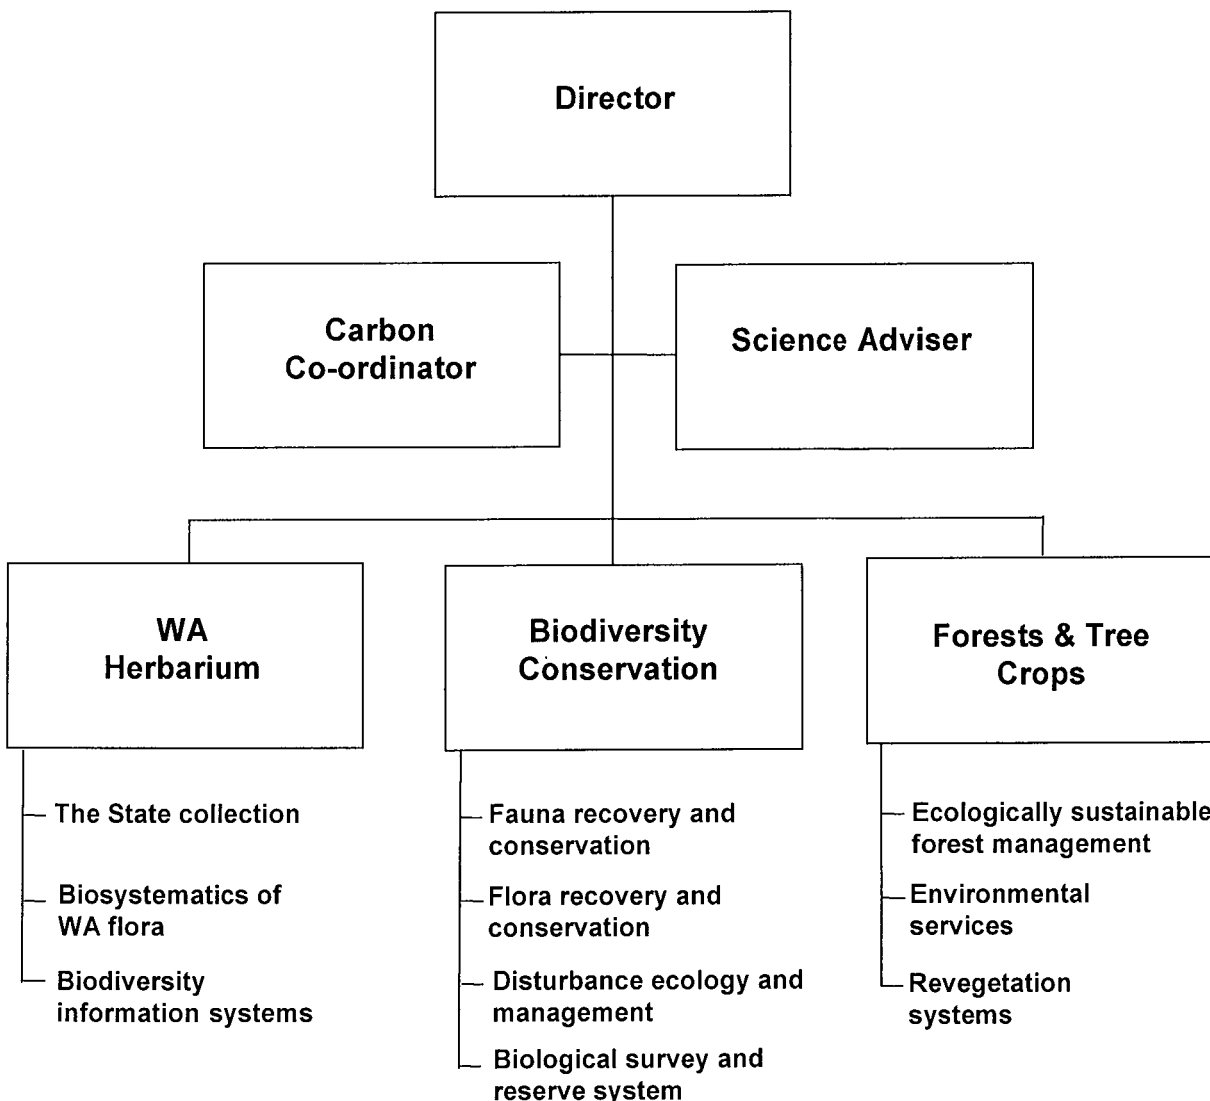 Director
Carbon
Co-ordinator
Science Adviser
WA
Herbarium
Biodiversity
Conservation
Forests & Tree
Crops
The State collection
Biosystematics of
WA flora
Biodiversity
information systems
Fauna recovery and
conservation
Flora recovery and
conservation
Disturbance ecology and
management
Biological survey and
reserve system
Ecologically sustainable
forest management
Environmental
services
Revegetation
systems